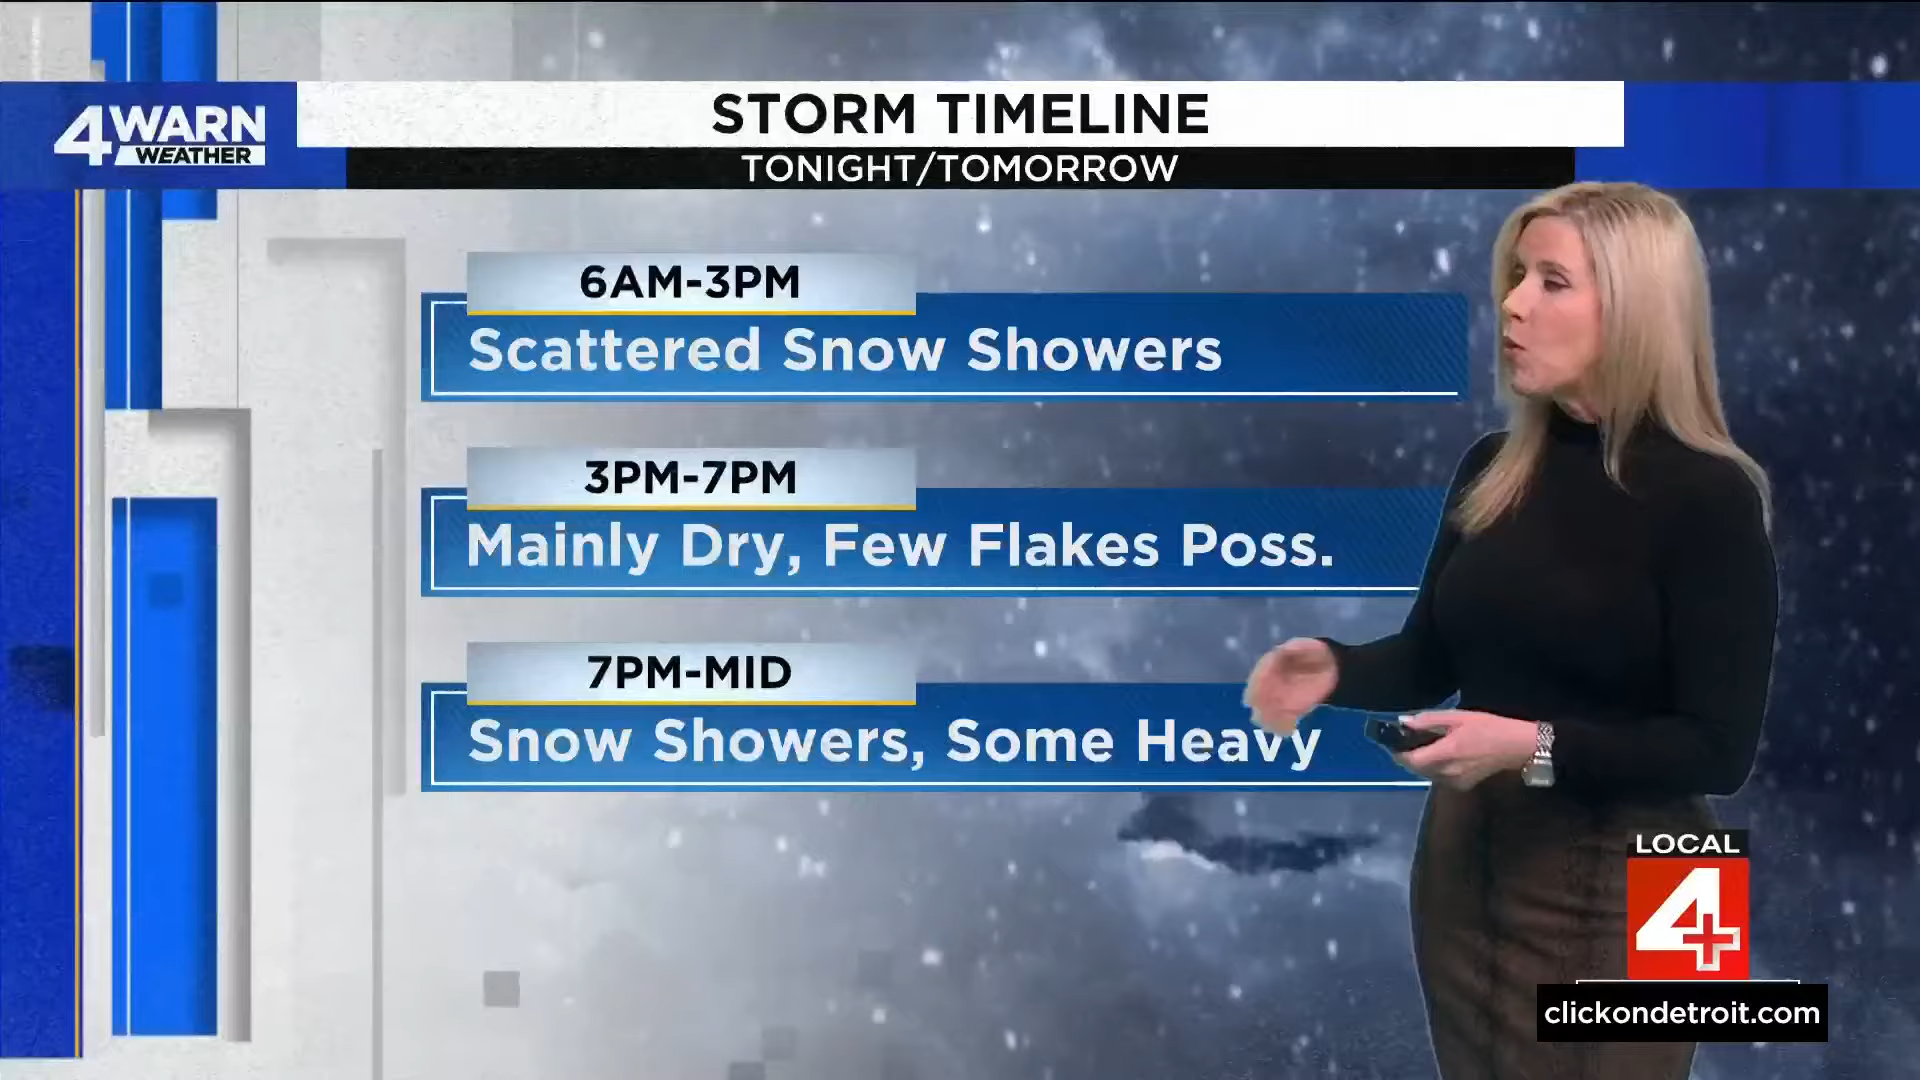 4WARN
WEATHER
STORM TIMELINE
TONIGHT/TOMORROW
6AM-3PM
Scattered Snow Showers
3PM-7PM
Mainly Dry, Few Flakes Poss.
7PM-MID
Snow Showers, Some Heavy
LOCAL
4+
clickondetroit.com